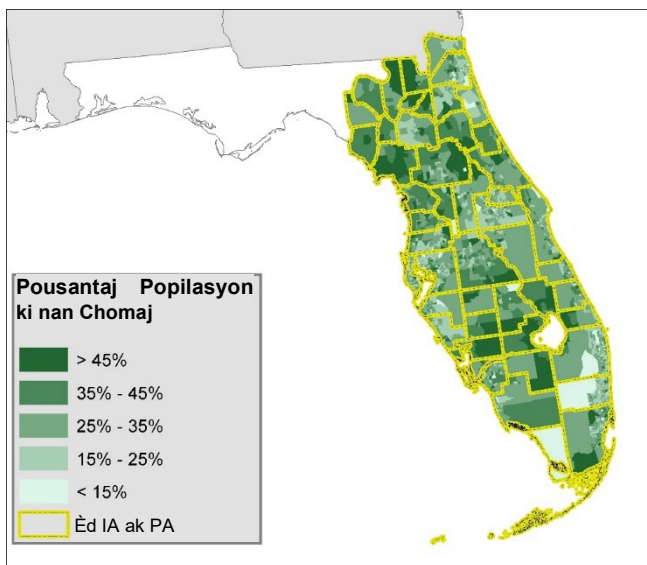 Pousantaj Popilasyon
ki nan Chomaj
> 45%
35% - 45%
25% - 35%
15% - 25%
< 15%
Èd IA ak PA